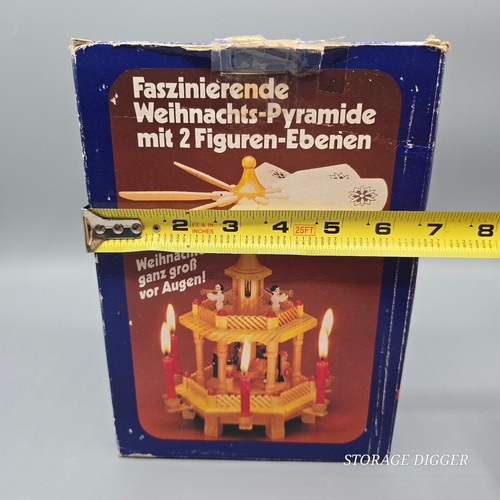 Faszinierende
Weihnachts-Pyramide
mit 2 Figuren-Ebenen
2 3 4 25FT 5 6 7 8
INCHES
ganz groß
vor Augen!
STORAGE DIGGER